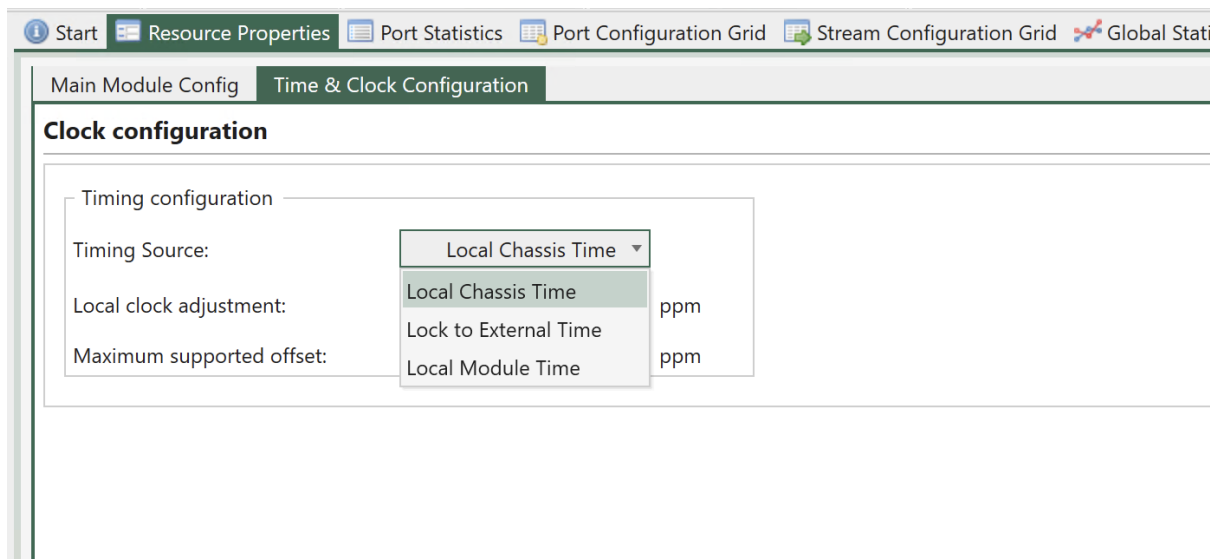 Start Resource Properties Port Statistics Port Configuration Grid Stream Configuration Grid Global
Main Module Config Time & Clock Configuration
Clock configuration
Timing configuration
Timing Source: Local Chassis Time
Local Chassis Time
Local clock adjustment: ppm
Lock to External Time
Maximum supported offset: ppm
Local Module Time